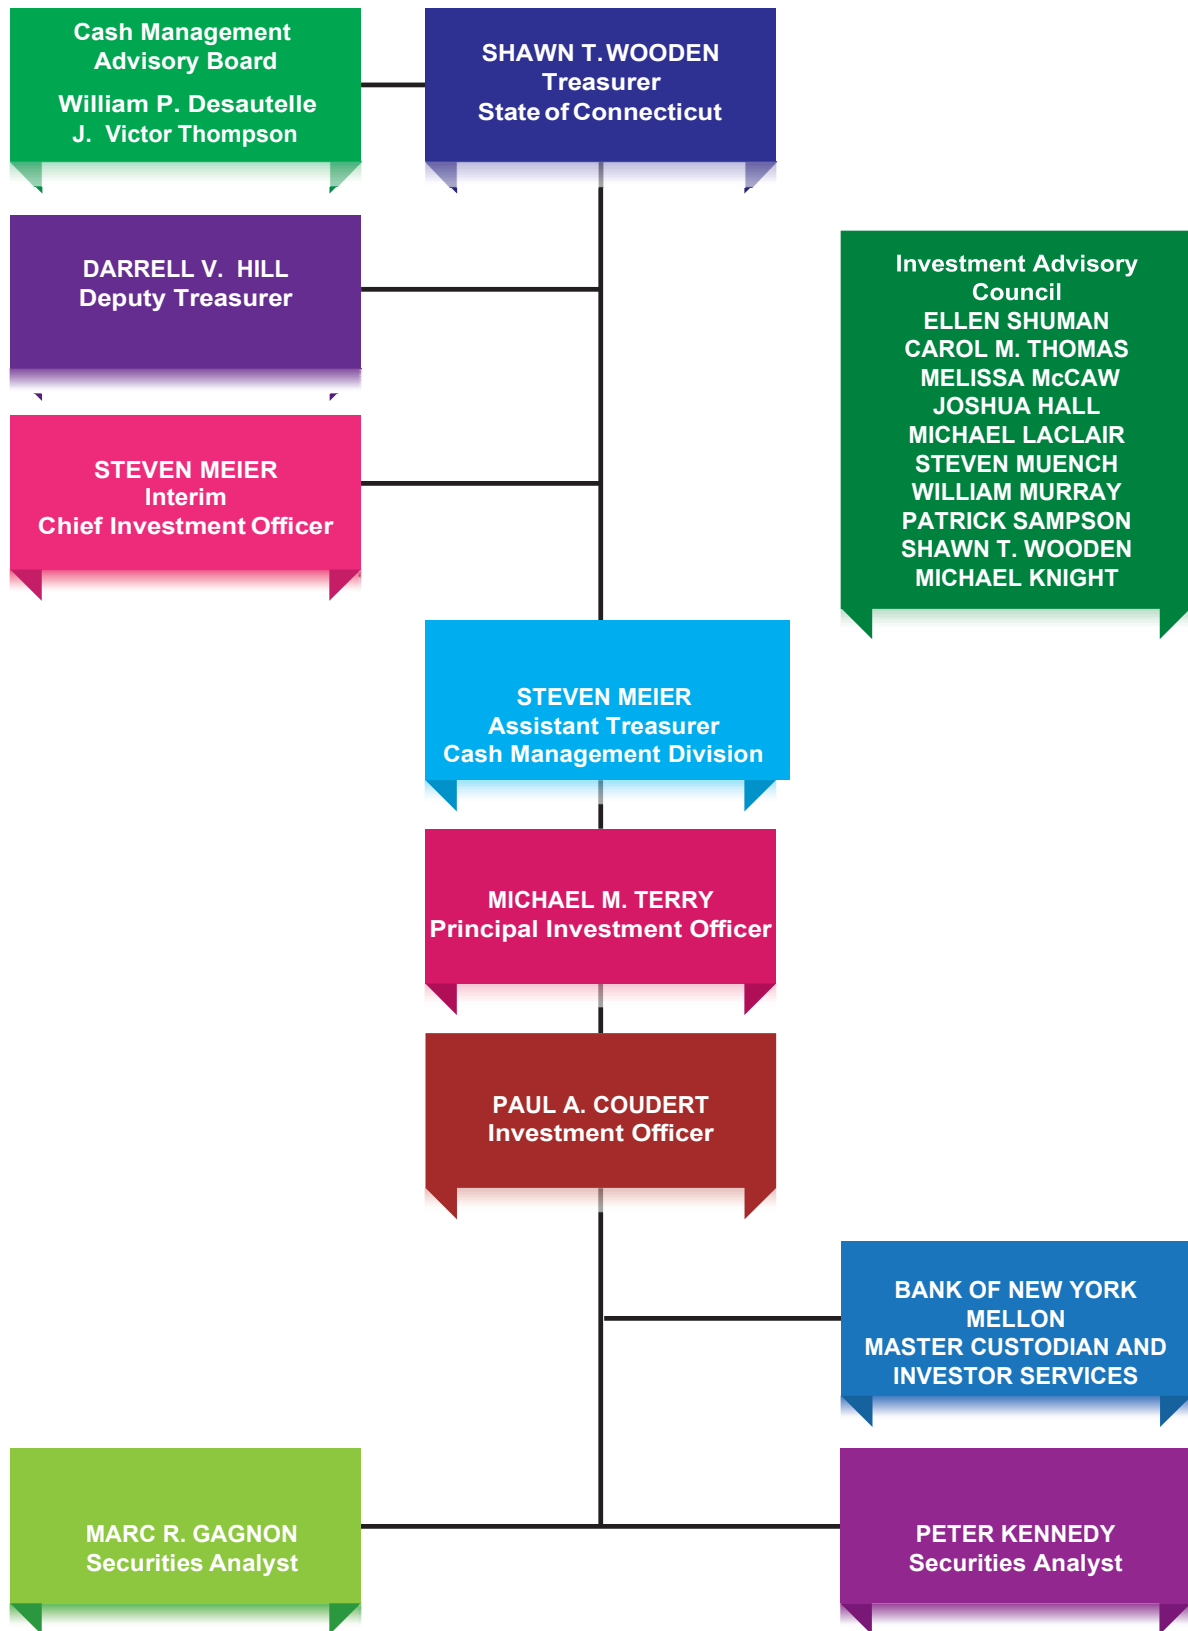 Cash Management
Advisory Board
William P. Desautelle
J. Victor Thompson
SHAWN T. WOODEN
Treasurer
State of Connecticut
DARRELL V. HILL
Deputy Treasurer
Investment Advisory
Council
ELLEN SHUMAN
CAROL M. THOMAS
MELISSA McCAW
JOSHUA HALL
MICHAEL LACLAIR
STEVEN MUENCH
WILLIAM MURRAY
PATRICK SAMPSON
SHAWN T. WOODEN
MICHAEL KNIGHT
STEVEN MEIER
Interim
Chief Investment Officer
STEVEN MEIER
Assistant Treasurer
Cash Management Division
MICHAEL M. TERRY
Principal Investment Officer
PAUL A. COUDERT
Investment Officer
BANK OF NEW YORK
MELLON
MASTER CUSTODIAN AND
INVESTOR SERVICES
MARC R. GAGNON
Securities Analyst
PETER KENNEDY
Securities Analyst